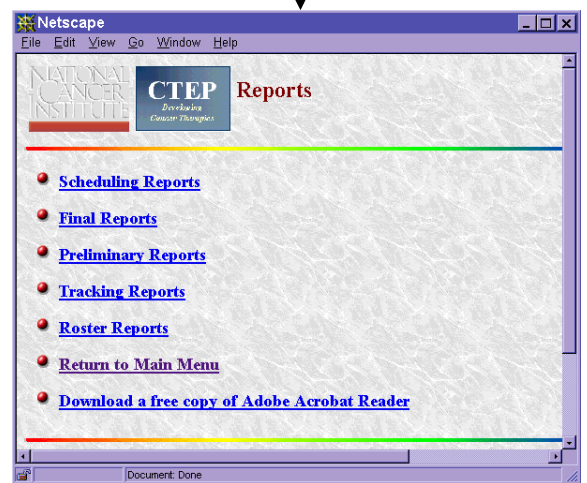 Netscape
File Edit View Go Window Help
NATIONAL
CANCER
INSTITUTE
CTEP
Developing
Cancer Therapies
Reports
Scheduling Reports
Final Reports
Preliminary Reports
Tracking Reports
Roster Reports
Return to Main Menu
Download a free copy of Adobe Acrobat Reader
Document: Done